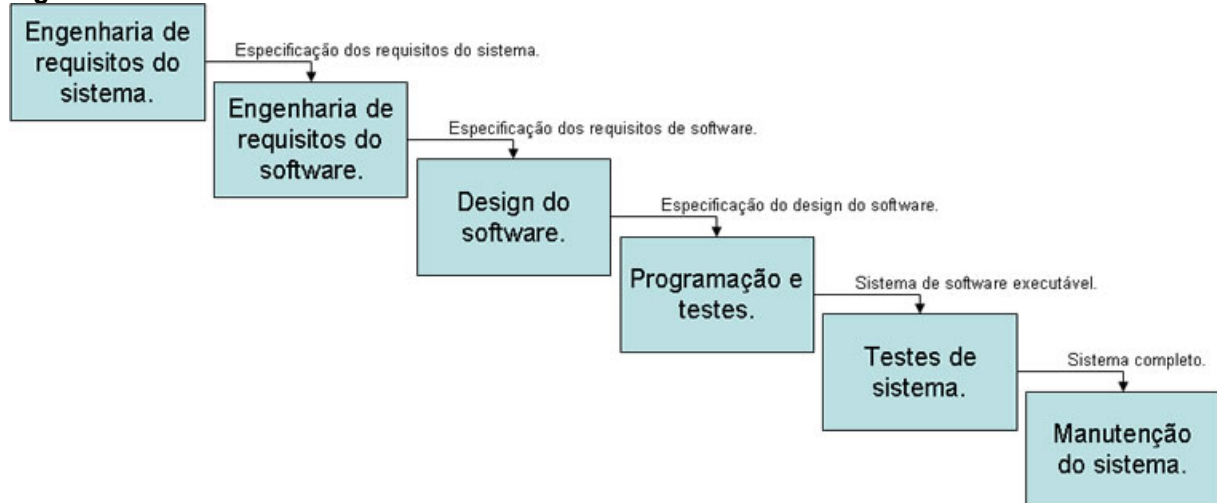 Engenharia de
requisitos do
sistema.
Especificação dos requisitos do sistema.
Engenharia de
requisitos do
software.
Especificação dos requisitos de software.
Design do
software.
Especificação do design do software.
Programação e
testes.
Sistema de software executável.
Testes de
sistema.
Sistema completo.
Manutenção
do sistema.